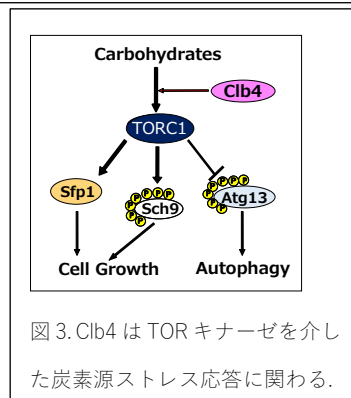 Carbohydrates
Clb4
TORC1
Sfp1
P P P P P P
Sch9
P P P P P P
Atg13
Cell Growth Autophagy
図 3. Clb4 は TOR キナーゼを介し
た炭素源ストレス応答に関わる.